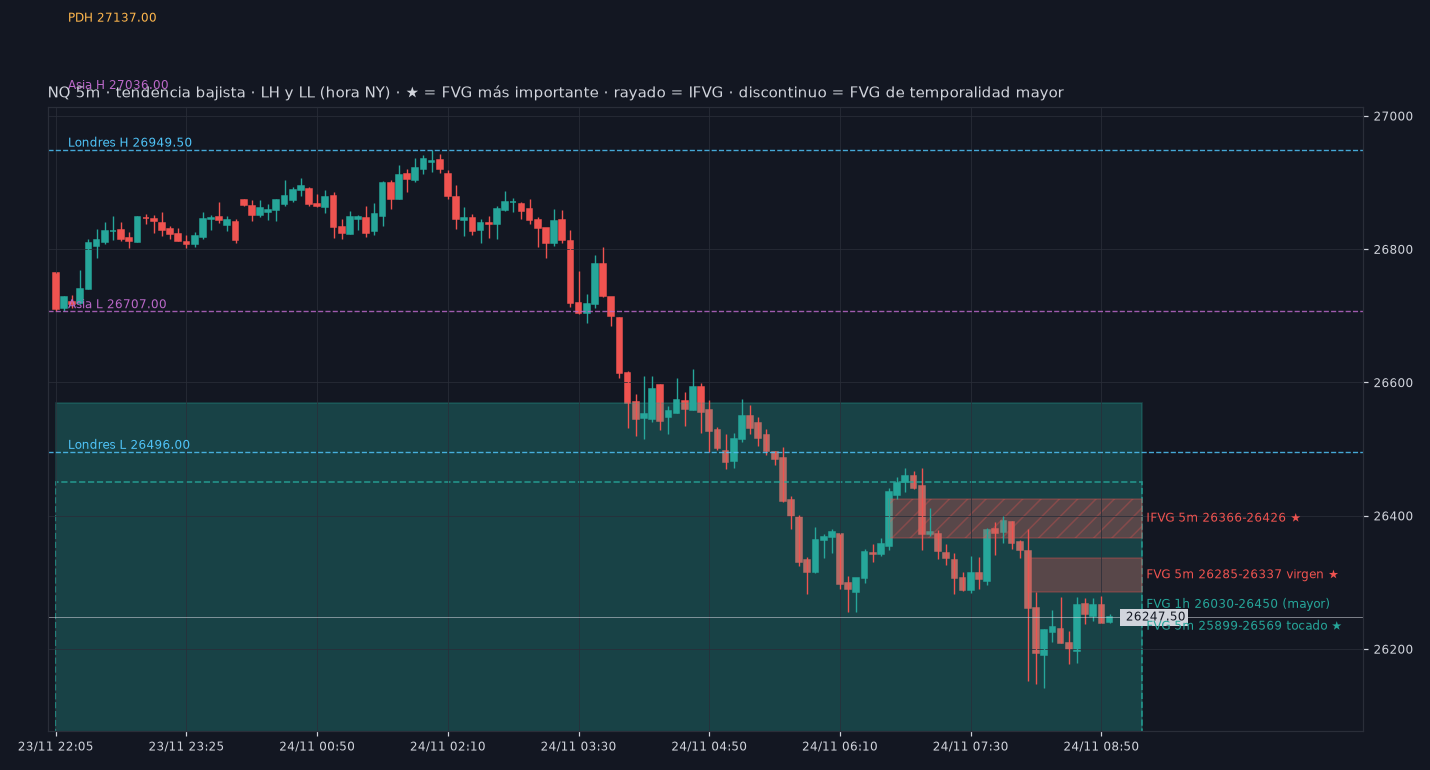 PDH 27137.00
Asia H 27036.00
NQ 5m · tendencia bajista · LH y LL (hora NY) · ★ = FVG más importante · rayado = IFVG · discontinuo = FVG de temporalidad mayor
27000
Londres H 26949.50
26800
Asia L 26707.00
26600
Londres L 26496.00
26400
IFVG 5m 26366-26426 ★
FVG 5m 26285-26337 virgen ★
FVG 1h 26030-26450 (mayor)
26247.50
FVG 5m 25899-26569 tocado ★
26200
23/11 22:05
23/11 23:25
24/11 00:50
24/11 02:10
24/11 03:30
24/11 04:50
24/11 06:10
24/11 07:30
24/11 08:50